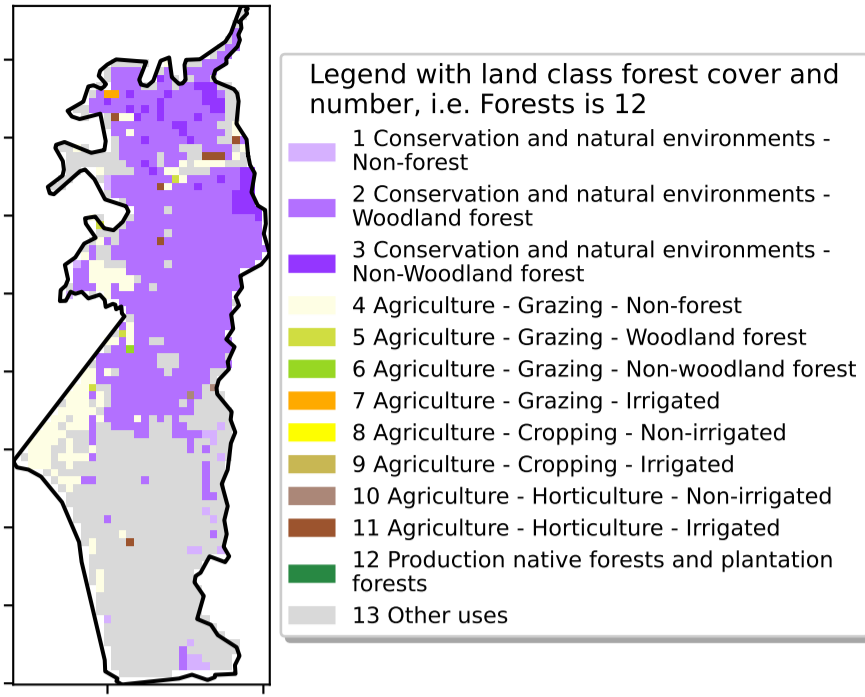 Legend with land class forest cover and
number, i.e. Forests is 12
1 Conservation and natural environments -
Non-forest
2 Conservation and natural environments -
Woodland forest
3 Conservation and natural environments -
Non-Woodland forest
4 Agriculture - Grazing - Non-forest
5 Agriculture - Grazing - Woodland forest
6 Agriculture - Grazing - Non-woodland forest
7 Agriculture - Grazing - Irrigated
8 Agriculture - Cropping - Non-irrigated
9 Agriculture - Cropping - Irrigated
10 Agriculture - Horticulture - Non-irrigated
11 Agriculture - Horticulture - Irrigated
12 Production native forests and plantation
forests
13 Other uses